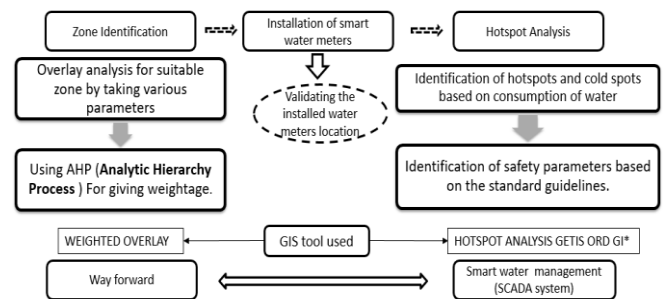 Zone Identification
Installation of smart
water meters
Hotspot Analysis
Overlay analysis for suitable
zone by taking various
parameters
Validating the
installed water
meters location
Identification of hotspots and cold spots
based on consumption of water
Using AHP (Analytic Hierarchy
Process ) For giving weightage.
Identification of safety parameters based
on the standard guidelines.
WEIGHTED OVERLAY
GIS tool used
HOTSPOT ANALYSIS GETIS ORD GI*
Way forward
Smart water management
(SCADA system)